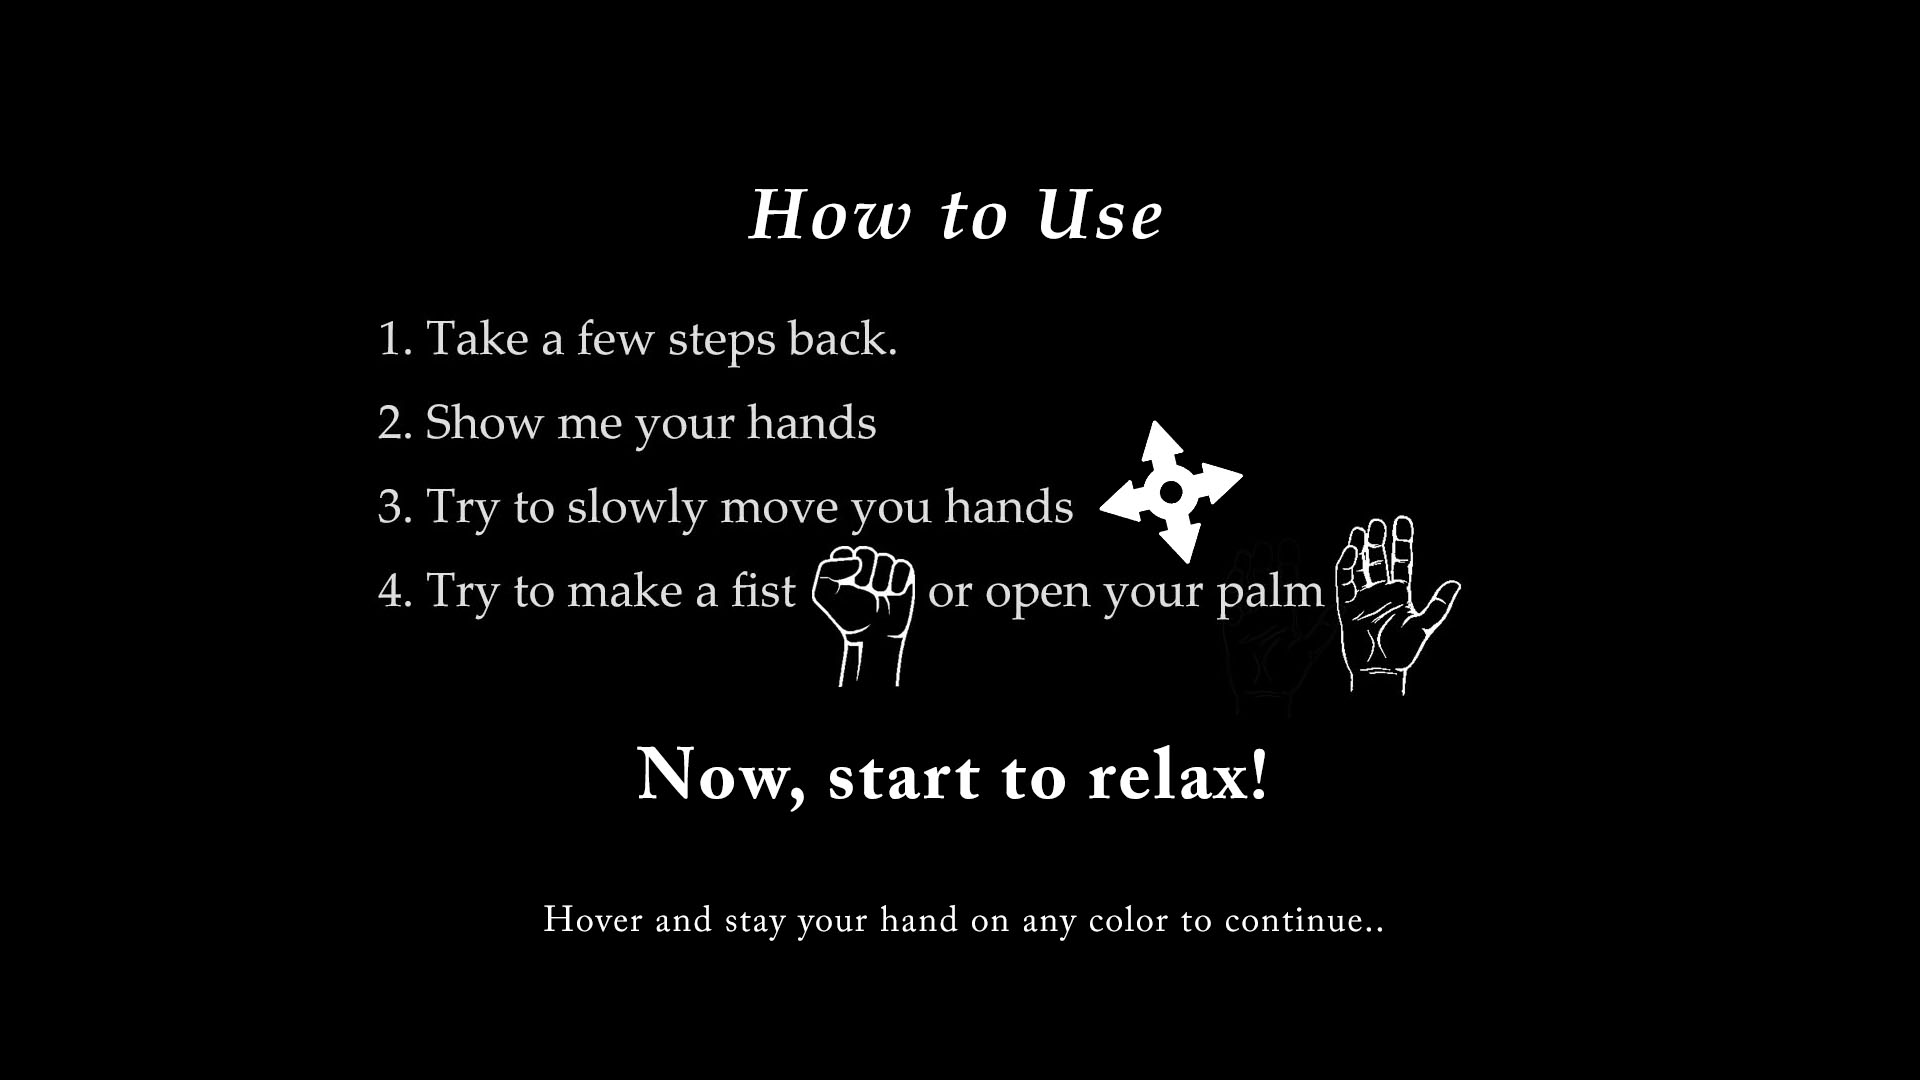 How to Use
1. Take a few steps back.
2. Show me your hands
3. Try to slowly move you hands
4. Try to make a fist or open your palm
Now, start to relax!
Hover and stay your hand on any color to continue..